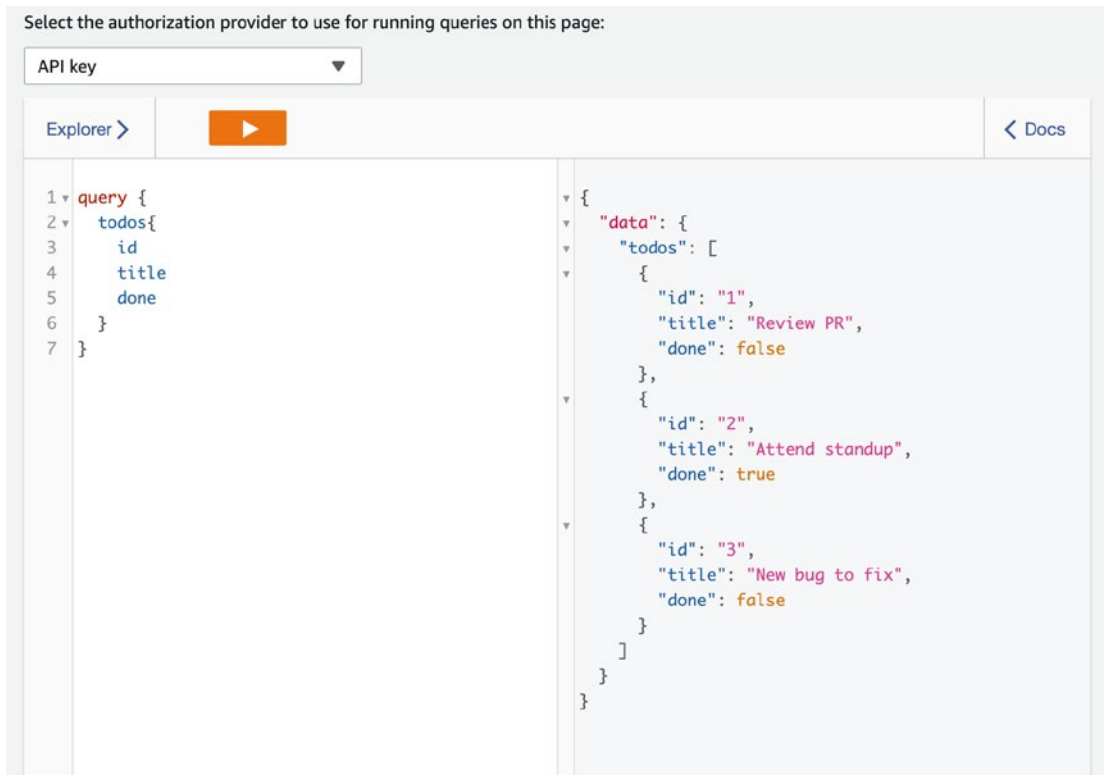 Select the authorization provider to use for running queries on this page:
API key
Explorer
Docs
1 query {
2 todos{
3 id
4 title
5 done
6 }
7 }
{
"data": {
"todos": [
{
"id": "1",
"title": "Review PR",
"done": false
},
{
"id": "2",
"title": "Attend standup",
"done": true
},
{
"id": "3",
"title": "New bug to fix",
"done": false
}
]
}
}